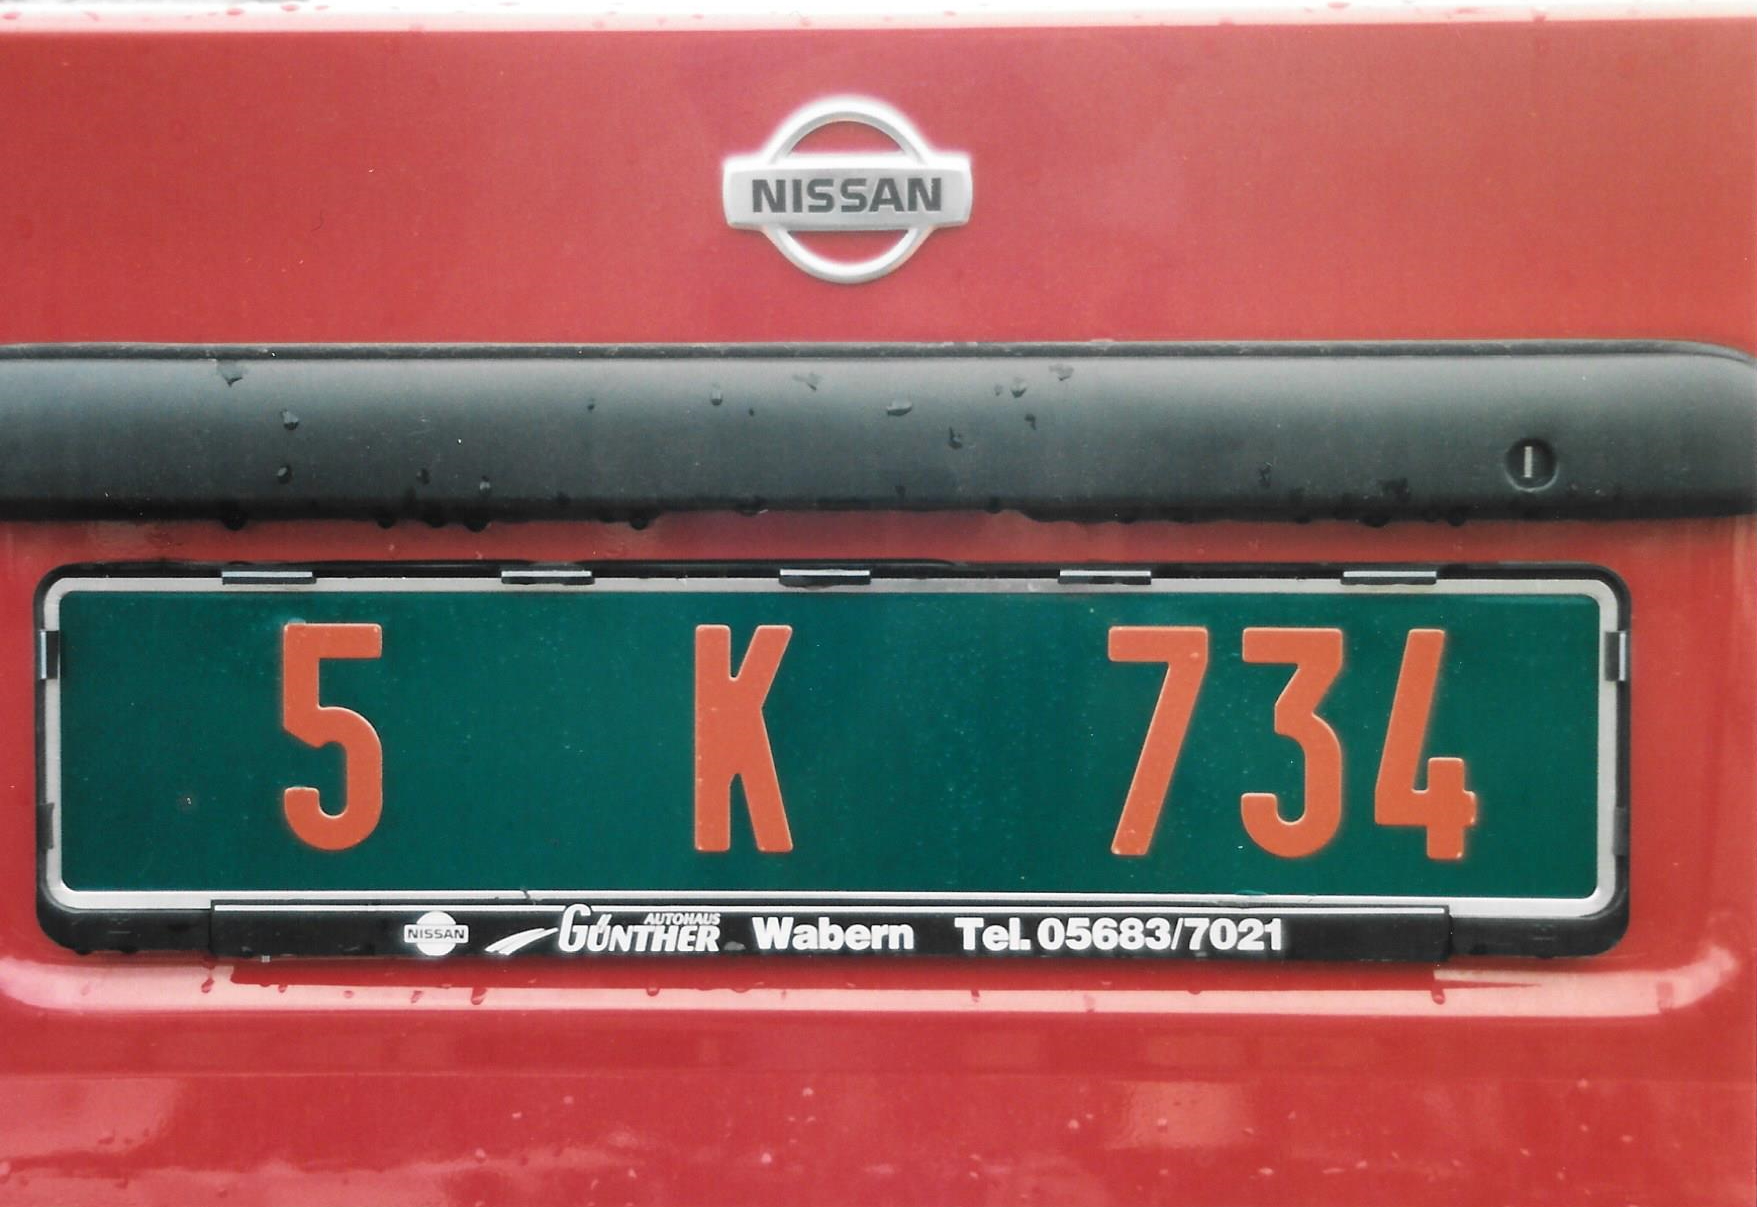 NISSAN
5 K 734
NISSAN AUTOHAUS GÜNTHER Wabern Tel. 05683/7021